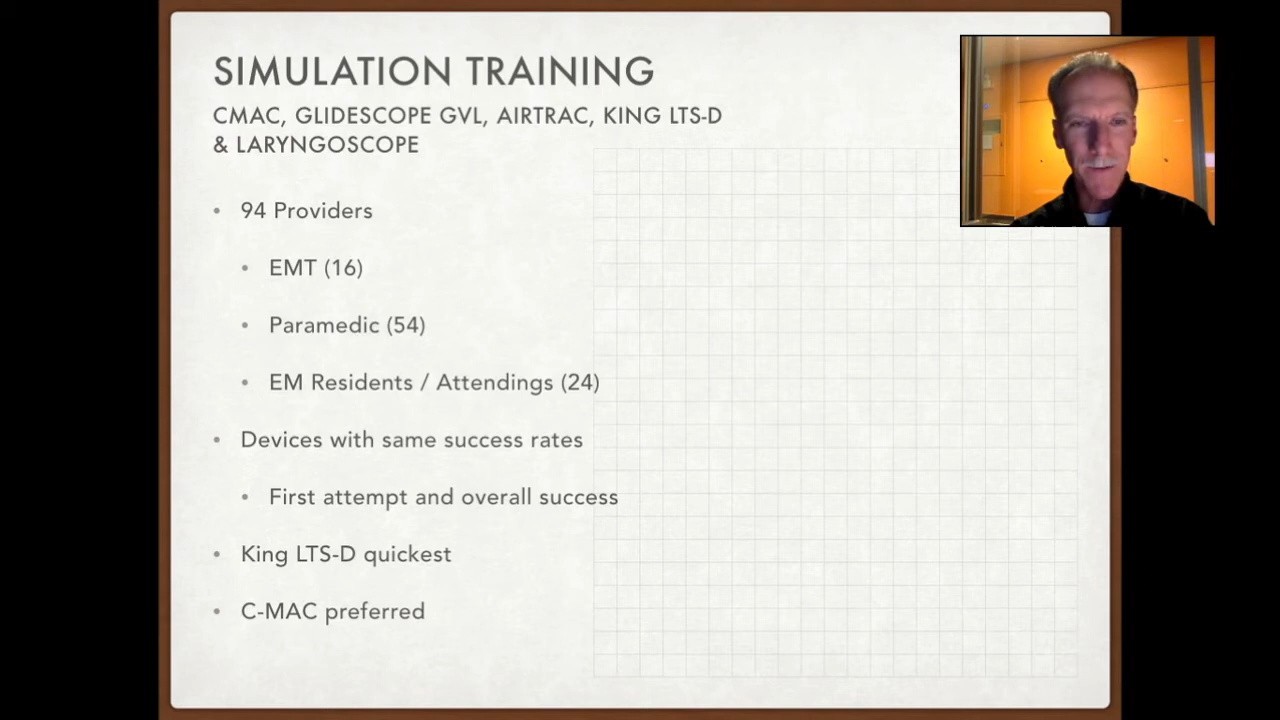 SIMULATION TRAINING
CMAC, GLIDESCOPE GVL, AIRTRAC, KING LTS-D
& LARYNGOSCOPE
• 94 Providers
• EMT (16)
• Paramedic (54)
• EM Residents / Attendings (24)
• Devices with same success rates
• First attempt and overall success
• King LTS-D quickest
• C-MAC preferred